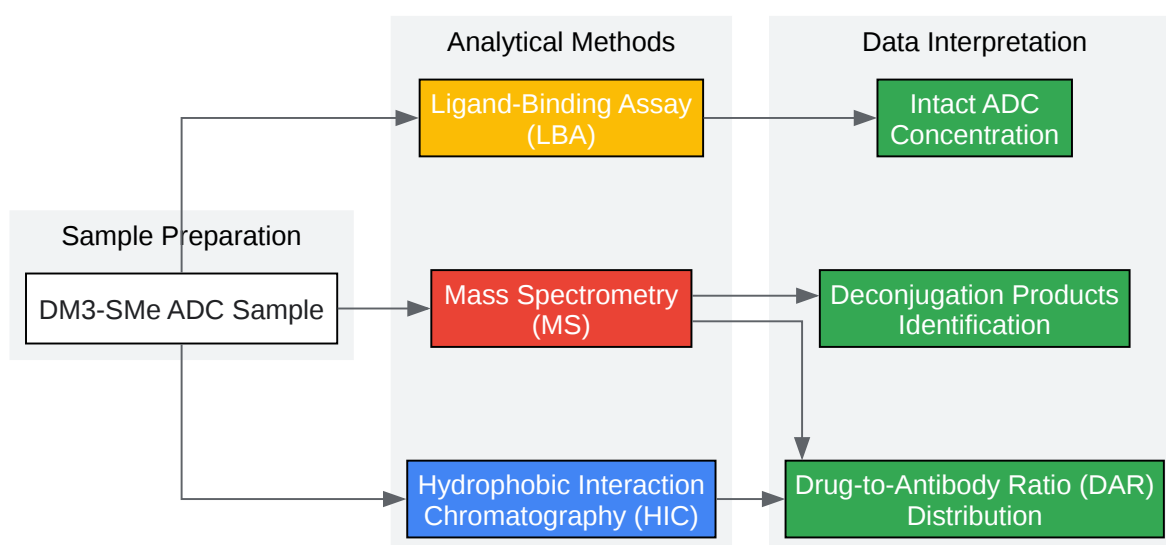 Analytical Methods
Data Interpretation
Ligand-Binding Assay
(LBA)
Intact ADC
Concentration
Sample Preparation
DM3-SMe ADC Sample
Mass Spectrometry
(MS)
Deconjugation Products
Identification
Hydrophobic Interaction
Chromatography (HIC)
Drug-to-Antibody Ratio (DAR)
Distribution